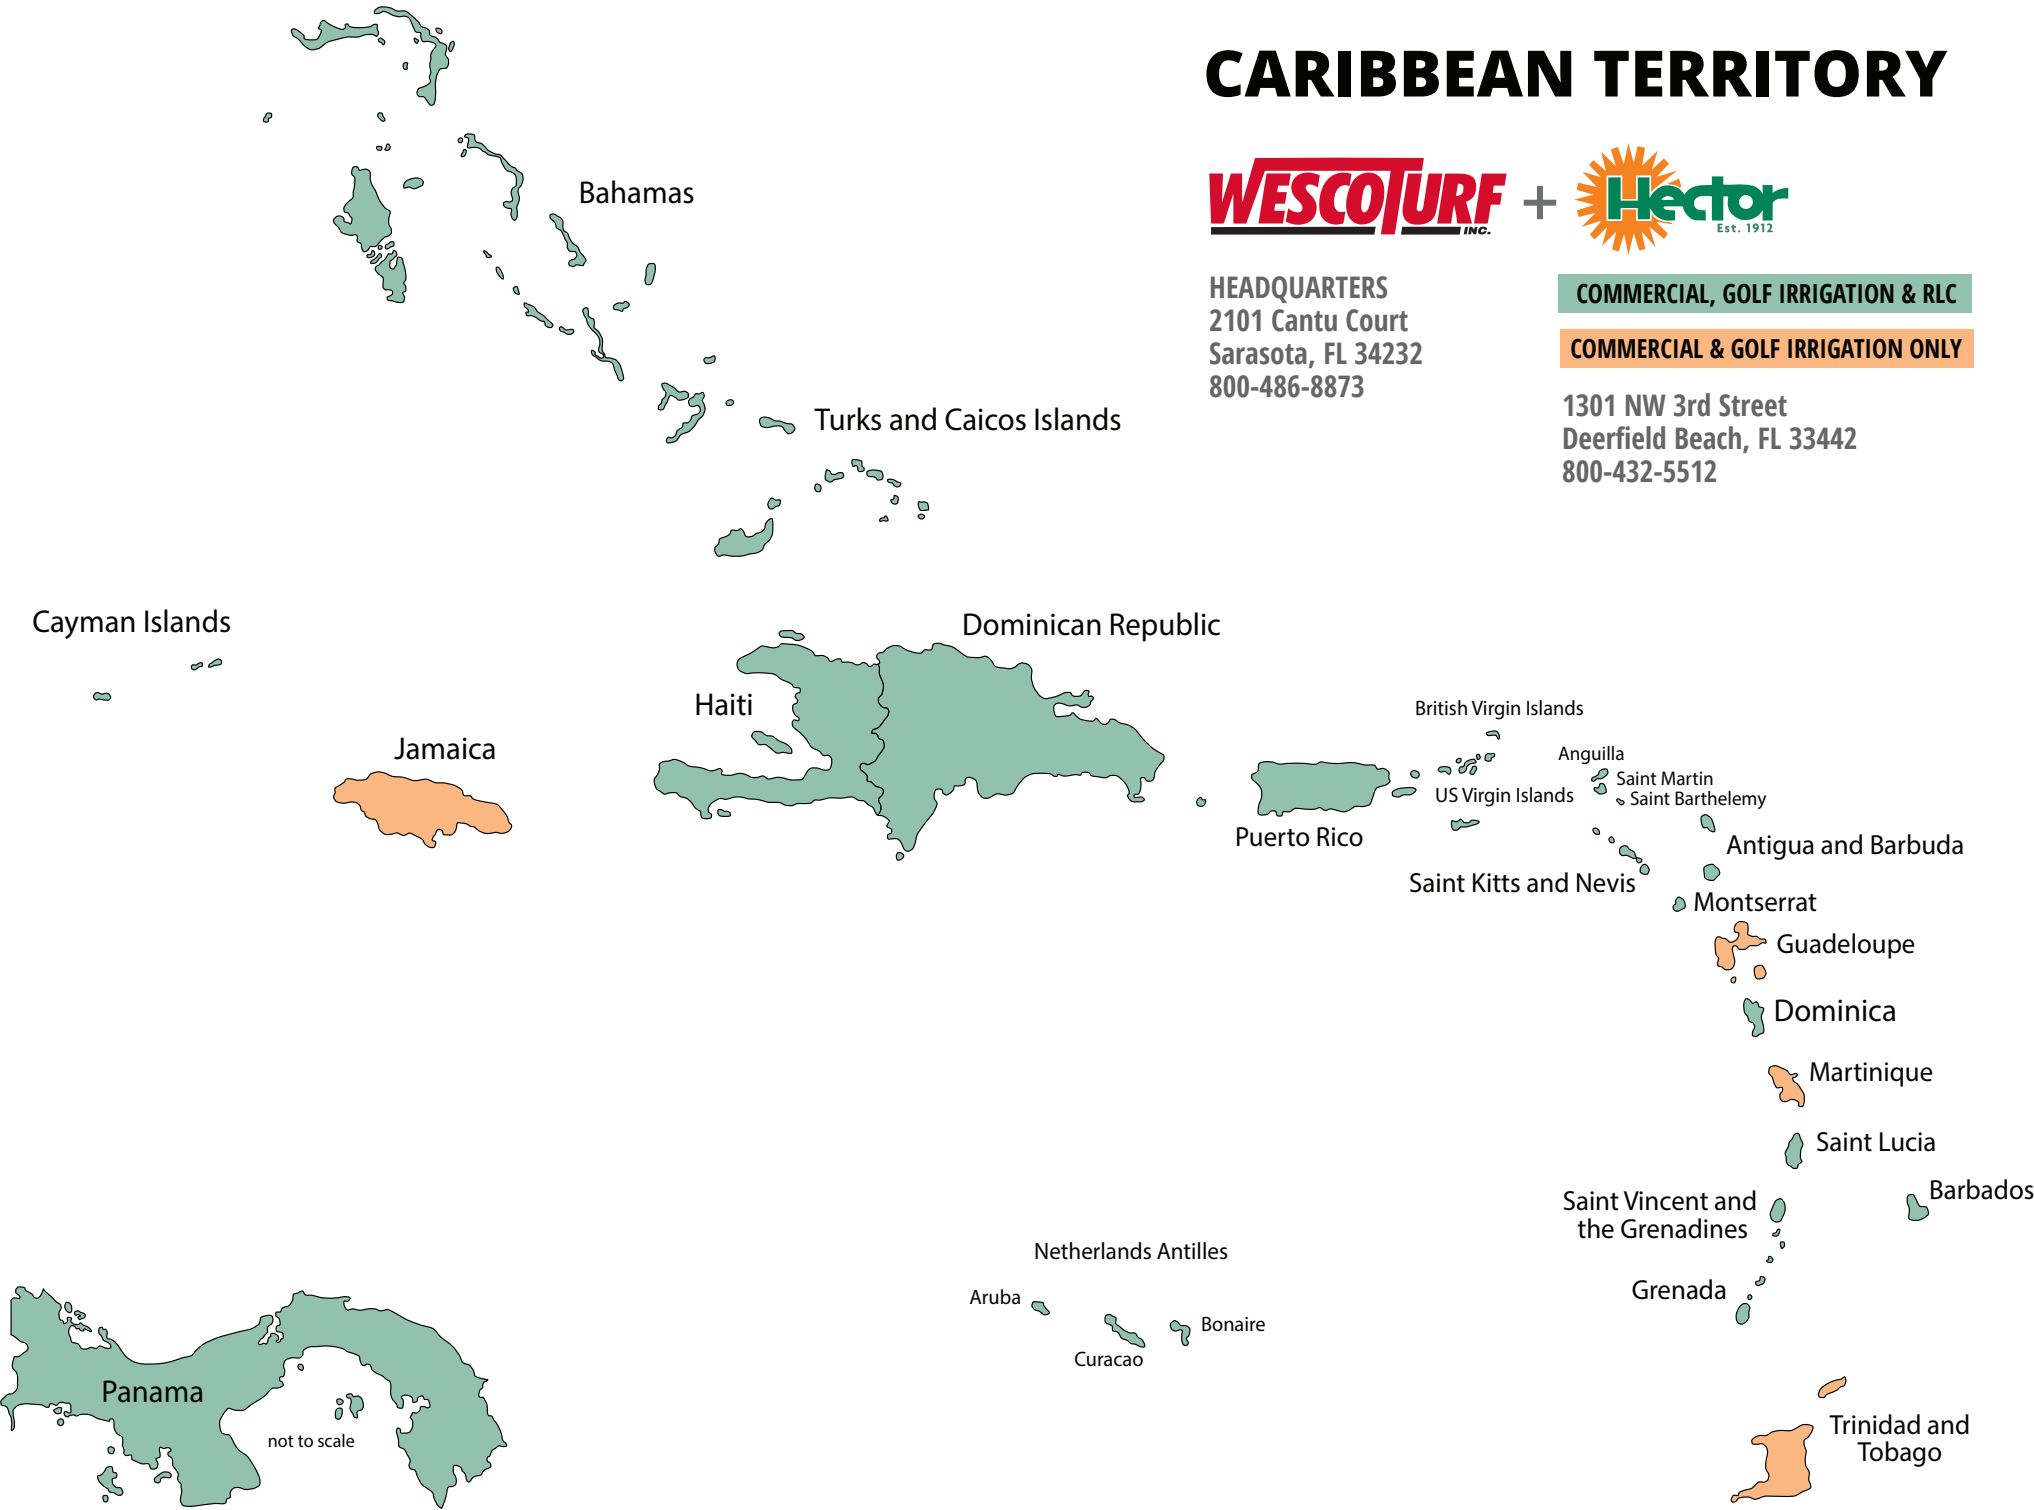 CARIBBEAN TERRITORY
WESCOTURF INC.
+
Hector
Est. 1912
HEADQUARTERS
2101 Cantu Court
Sarasota, FL 34232
800-486-8873
COMMERCIAL, GOLF IRRIGATION & RLC
COMMERCIAL & GOLF IRRIGATION ONLY
1301 NW 3rd Street
Deerfield Beach, FL 33442
800-432-5512
Bahamas
Turks and Caicos Islands
Cayman Islands
Dominican Republic
Haiti
Jamaica
British Virgin Islands
Anguilla
Saint Martin
US Virgin Islands
Saint Barthelemy
Puerto Rico
Antigua and Barbuda
Saint Kitts and Nevis
Montserrat
Guadeloupe
Dominica
Martinique
Saint Lucia
Barbados
Saint Vincent and
the Grenadines
Netherlands Antilles
Grenada
Aruba
Bonaire
Curacao
Panama
not to scale
Trinidad and
Tobago